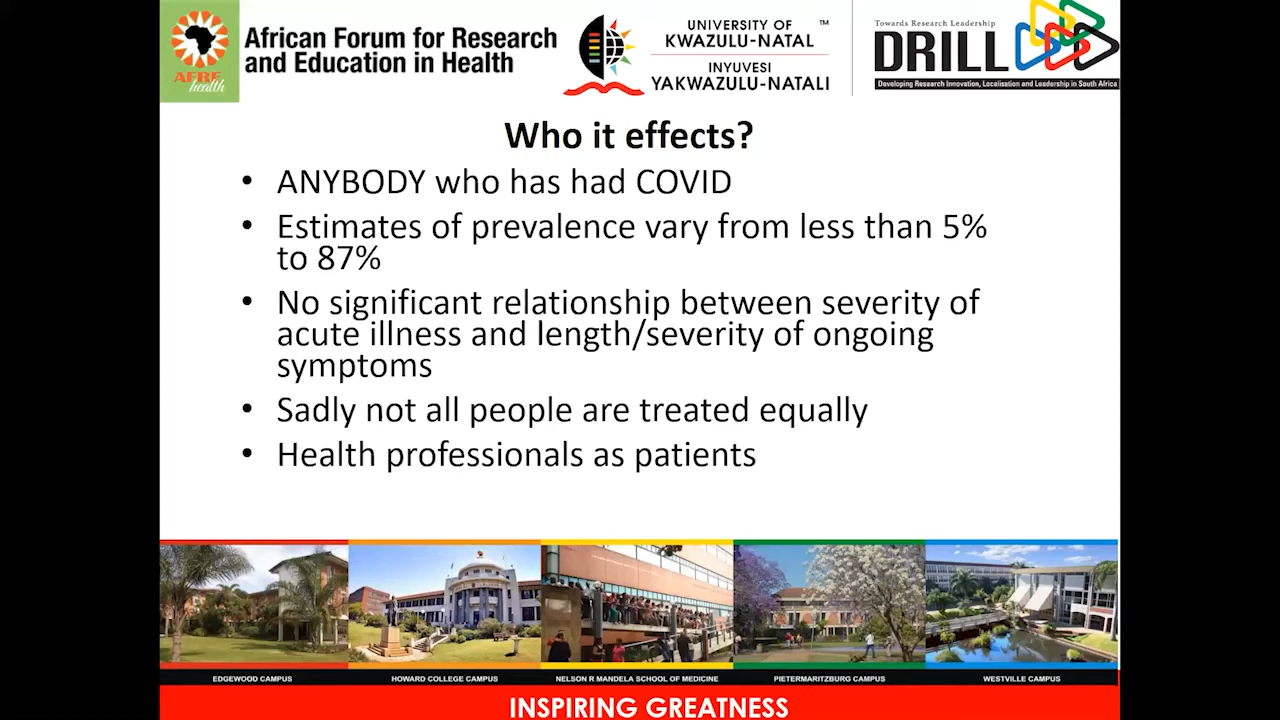 African Forum for Research
and Education in Health
AFRE
health
UNIVERSITY OF ™
KWAZULU-NATAL
INYUVESI
YAKWAZULU-NATALI
Towards Research Leadership
DRILL
Developing Research Innovation, Localisation and Leadership in South Africa
Who it effects?
• ANYBODY who has had COVID
• Estimates of prevalence vary from less than 5%
to 87%
• No significant relationship between severity of
acute illness and length/severity of ongoing
symptoms
• Sadly not all people are treated equally
• Health professionals as patients
EDGEWOOD CAMPUS
HOWARD COLLEGE CAMPUS
NELSON R MANDELA SCHOOL OF MEDICINE
PIETERMARITZBURG CAMPUS
WESTVILLE CAMPUS
INSPIRING GREATNESS